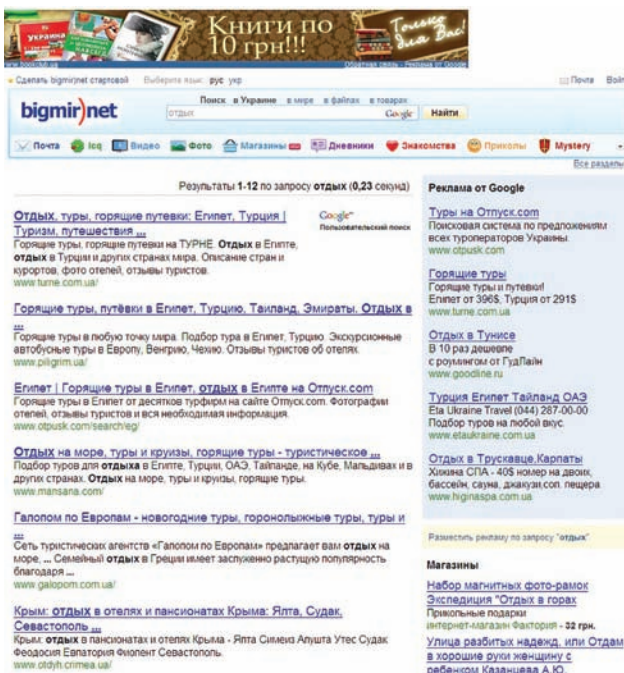 УКРАИНА
Книги по
10 грн!!!
Только
для Вас!
www.bookclub.ua
Обратная связь - Реклама от Google
Сделать bigmir)net стартовой Выберите язык: рус укр
Почта Войт
bigmir)net
Поиск в Украине в мире в файлах в товарах
отдых Google Найти
Почта Icq Видео Фото Магазины Дневники Знакомства Приколы Mystery
Все разделы
Результаты 1-12 по запросу отдых (0,23 секунд)
Отдых, туры, горящие путевки: Египет, Турция |
Туризм, путешествия ...
Google™
Пользовательский поиск
Горящие туры, горящие путевки на ТУРНЕ. Отдых в Египте,
отдых в Турции и других странах мира. Описание стран и
курортов, фото отелей, отзывы туристов.
www.turne.com.ua/
Горящие туры, путёвки в Египет, Турцию, Таиланд, Эмираты. Отдых в
...
Горящие туры в любую точку мира. Подбор тура в Египет, Турцию. Экскурсионные
автобусные туры в Европу, Венгрию, Чехию. Отзывы туристов об отелях.
www.piligrim.ua/
Египет | Горящие туры в Египет, отдых в Египте на Отпуск.com
Горящие туры в Египет от десятков турфирм на сайте Отпуск.com. Фотографии
отелей, отзывы туристов и вся необходимая информация.
www.otpusk.com/search/eg/
Отдых на море, туры и круизы, горящие туры - туристическое ...
Подбор туров для отдыха в Египте, Турции, ОАЭ, Тайланде, на Кубе, Мальдивах и в
других странах. Отдых на море, туры и круизы, горящие туры.
www.mansana.com/
Галопом по Европам - новогодние туры, горонолыжные туры, туры и
...
Сеть туристических агентств «Галопом по Европам» предлагает вам отдых на
море, ... Семейный отдых в Греции имеет заслуженно растущую популярность
благодаря ...
www.galopom.com.ua/
Крым: отдых в отелях и пансионатах Крыма: Ялта, Судак,
Севастополь ...
Крым: отдых в пансионатах и отелях Крыма - Ялта Симеиз Алушта Утес Судак
Феодосия Евпатория Фиолент Севастополь.
www.otdyh.crimea.ua/
Реклама от Google
Туры на Отпуск.com
Поисковая система по предложениям
всех туроператоров Украины.
www.otpusk.com
Горящие туры
Горящие туры и путевки!
Египет от 396$, Турция от 291$
www.turne.com.ua
Отдых в Тунисе
В 10 раз дешевле
с роумингом от ГудЛайн
www.goodline.ru
Турция Египет Тайланд ОАЭ
Eta Ukraine Travel (044) 287-00-00
Подбор туров на любой вкус.
www.etaukraine.com.ua
Отдых в Трускавце,Карпаты
Хижина СПА - 40$ номер на двоих,
бассейн, сауна, джакузи,сол. пещера
www.higinaspa.com.ua
Разместить рекламу по запросу "отдых"
Магазины
Набор магнитных фото-рамок
Экспедиция "Отдых в горах
Прикольные подарки
интернет-магазин Фактория - 32 грн.
Улица разбитых надежд, или Отдам
в хорошие руки женщину с
ребенком Казанцева А.Ю.